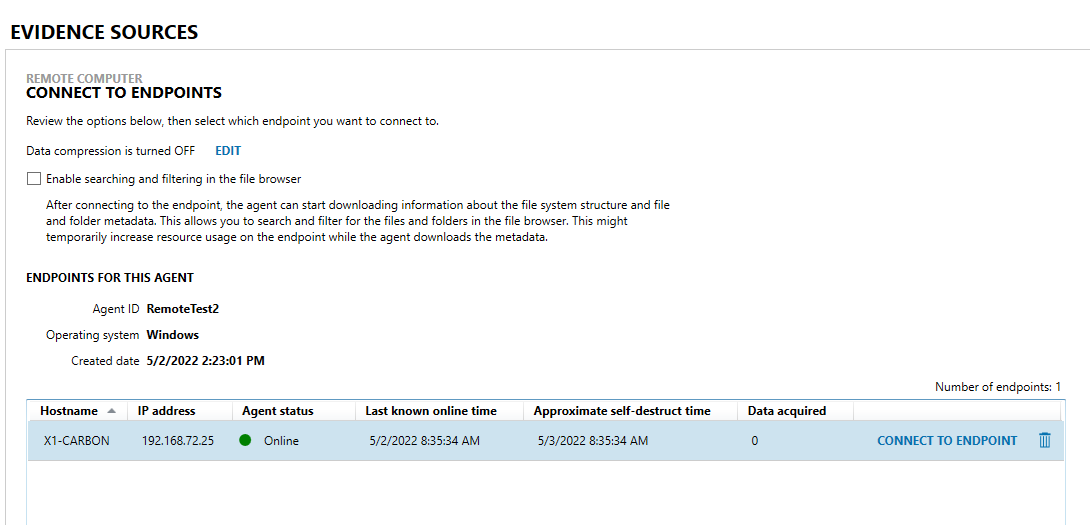 EVIDENCE SOURCES
REMOTE COMPUTER
CONNECT TO ENDPOINTS
Review the options below, then select which endpoint you want to connect to.
Data compression is turned OFF EDIT
Enable searching and filtering in the file browser
After connecting to the endpoint, the agent can start downloading information about the file system structure and file
and folder metadata. This allows you to search and filter for the files and folders in the file browser. This might
temporarily increase resource usage on the endpoint while the agent downloads the metadata.
ENDPOINTS FOR THIS AGENT
Agent ID RemoteTest2
Operating system Windows
Created date 5/2/2022 2:23:01 PM
Number of endpoints: 1
Hostname IP address Agent status Last known online time Approximate self-destruct time Data acquired
X1-CARBON 192.168.72.25 Online 5/2/2022 8:35:34 AM 5/3/2022 8:35:34 AM 0 CONNECT TO ENDPOINT